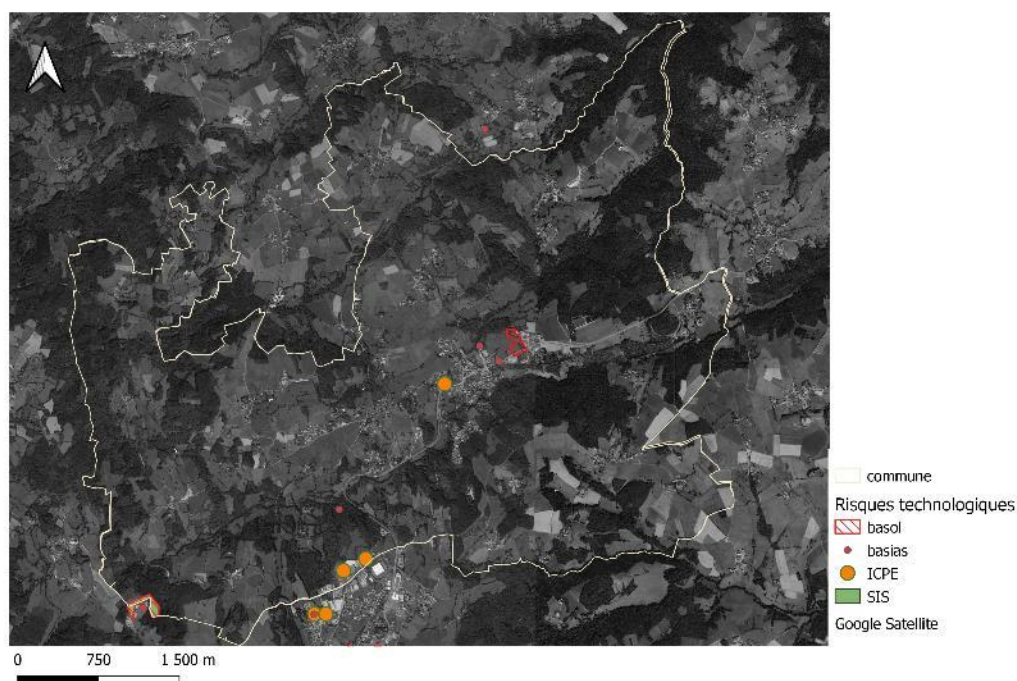 commune
Risques technologiques
basol
basias
ICPE
SIS
Google Satellite
0 750 1 500 m